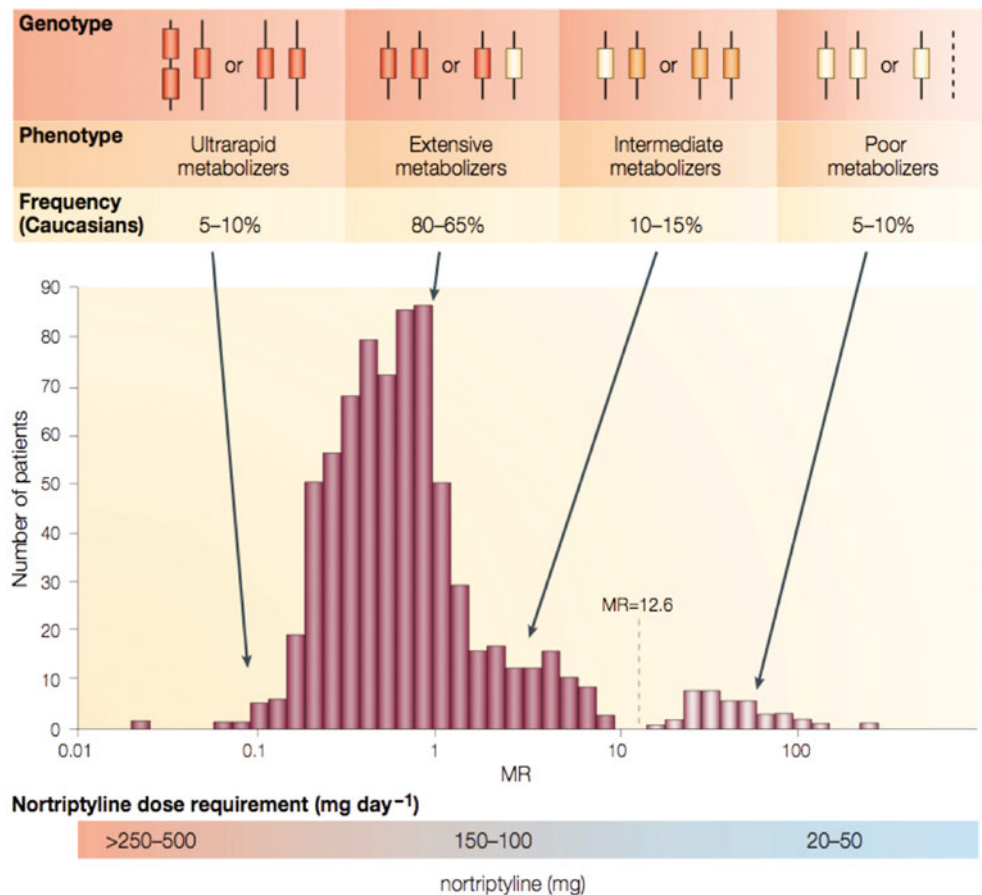 Genotype
or or or or
Phenotype
Ultrarapid
metabolizers
Extensive
metabolizers
Intermediate
metabolizers
Poor
metabolizers
Frequency
(Caucasians)
5–10% 80–65% 10–15% 5–10%
Number of patients
90
80
70
60
50
40
30
20
10
0
MR=12.6
0.01 0.1 1 10 100
MR
Nortriptyline dose requirement (mg day⁻¹)
>250–500 150–100 20–50
nortriptyline (mg)